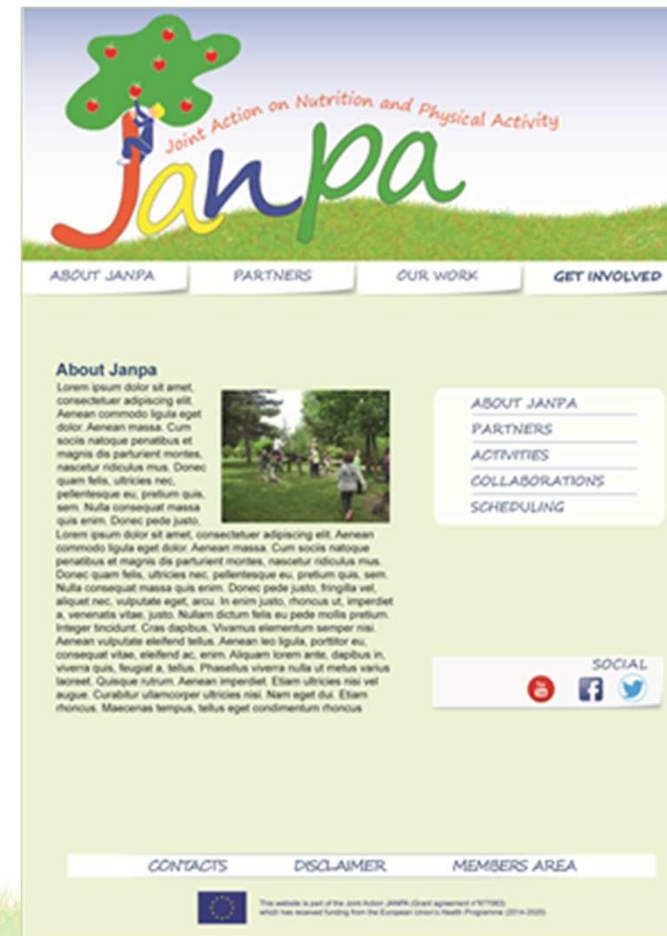 Joint Action on Nutrition and Physical Activity
Janpa
ABOUT JANPA
PARTNERS
OUR WORK
GET INVOLVED
About Janpa
Lorem ipsum dolor sit amet,
consectetuer adipiscing elit.
Aenean commodo ligula eget
dolor. Aenean massa. Cum
sociis natoque penatibus et
magnis dis parturient montes,
nascetur ridiculus mus. Donec
quam felis, ultricies nec,
pellentesque eu, pretium quis,
sem. Nulla consequat massa
quis enim. Donec pede justo,
Lorem ipsum dolor sit amet, consectetuer adipiscing elit. Aenean
commodo ligula eget dolor. Aenean massa. Cum sociis natoque
penatibus et magnis dis parturient montes, nascetur ridiculus mus.
Donec quam felis, ultricies nec, pellentesque eu, pretium quis, sem.
Nulla consequat massa quis enim. Donec pede justo, fringilla vel,
aliquet nec, vulputate eget, arcu. In enim justo, rhoncus ut, imperdiet
a, venenatis vitae, justo. Nullam dictum felis eu pede mollis pretium.
Integer tincidunt. Cras dapibus. Vivamus elementum semper nisi.
Aenean vulputate eleifend tellus. Aenean leo ligula, porttitor eu,
consequat vitae, eleifend ac, enim. Aliquam lorem ante, dapibus in,
viverra quis, feugiat a, tellus. Phasellus viverra nulla ut metus varius
laoreet. Quisque rutrum. Aenean imperdiet. Etiam ultricies nisi vel
augue. Curabitur ullamcorper ultricies nisi. Nam eget dui. Etiam
rhoncus. Maecenas tempus, tellus eget condimentum rhoncus
ABOUT JANPA
PARTNERS
ACTIVITIES
COLLABORATIONS
SCHEDULING
SOCIAL
You Tube
CONTACTS
DISCLAIMER
MEMBERS AREA
This website is part of the Joint Action JANPA (Grant agreement n°677063)
which has received funding from the European Union's Health Programme (2014-2020)